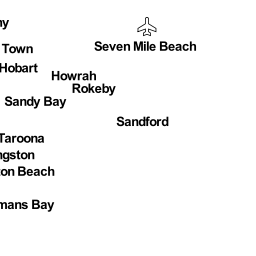 Seven Mile Beach
Town
Hobart
Howrah
Rokeby
Sandy Bay
Sandford
Taroona
ngston
on Beach
mans Bay